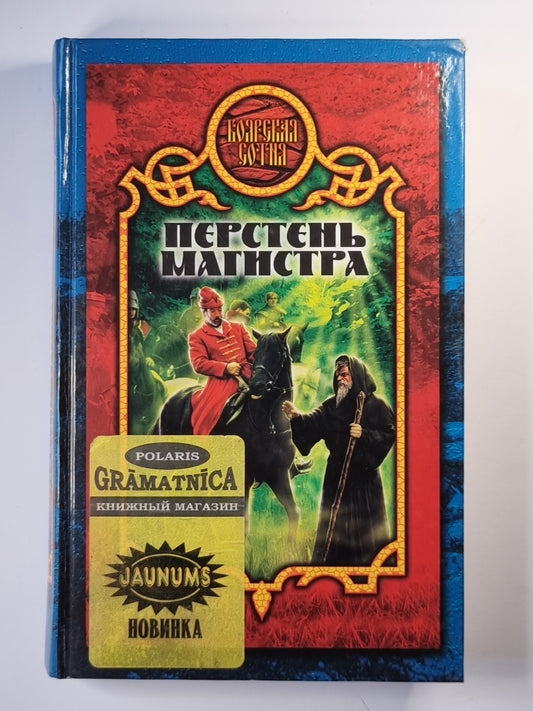 БОЯРСКАЯ
СОТНЯ
ПЕРСТЕНЬ
МАГИСТРА
POLARIS
GRĀMATNĪCA
КНИЖНЫЙ МАГАЗИН
JAUNUMS
НОВИНКА